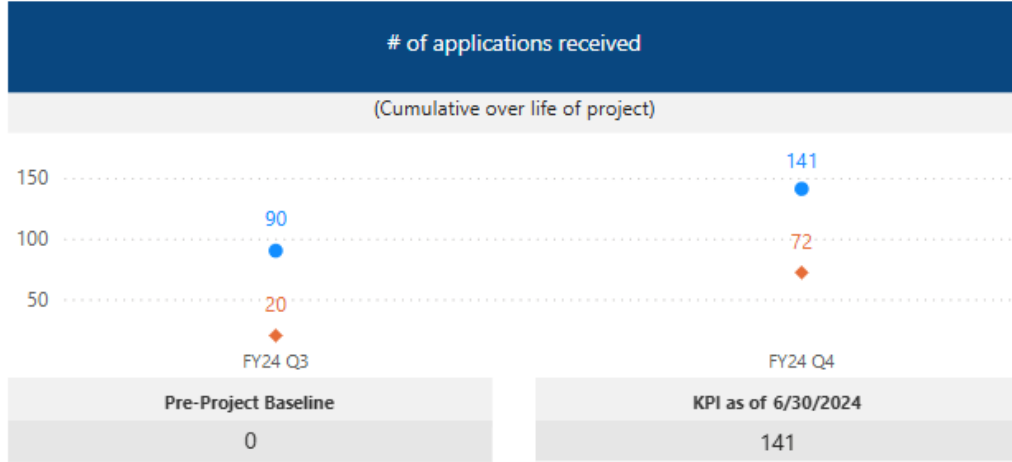 # of applications received
(Cumulative over life of project)
150
141
90
100
72
50
20
FY24 Q3 FY24 Q4
Pre-Project Baseline KPI as of 6/30/2024
0 141